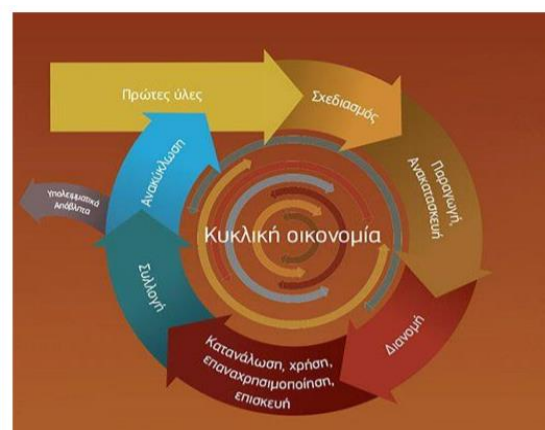 Πρώτες ύλες
Σχεδιασμός
Παραγωγή,
Ανακατασκευή
Διανομή
Κατανάλωση, χρήση,
επαναχρησιμοποίηση,
επισκευή
Συλλογή
Ανακύκλωση
Υπολειμματικά
Απόβλητα
Κυκλική οικονομία